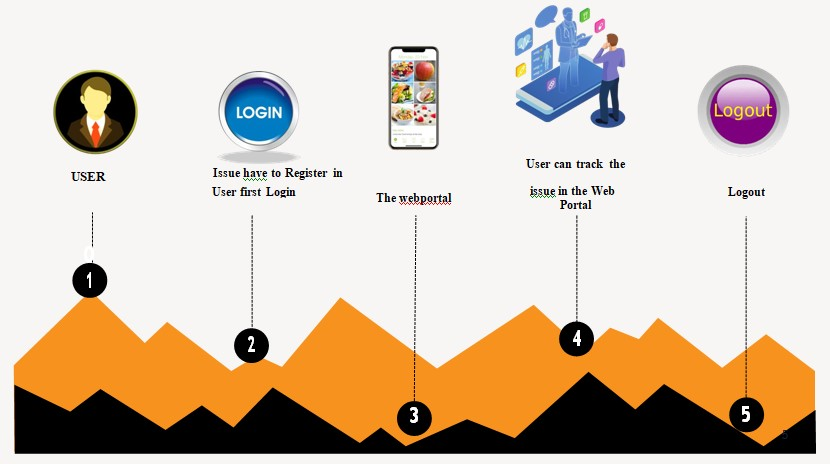 LOGIN
Logout
USER
Issue have to Register in
User first Login
The webportal
User can track the
issue in the Web
Portal
Logout
1
2
3
4
5
5